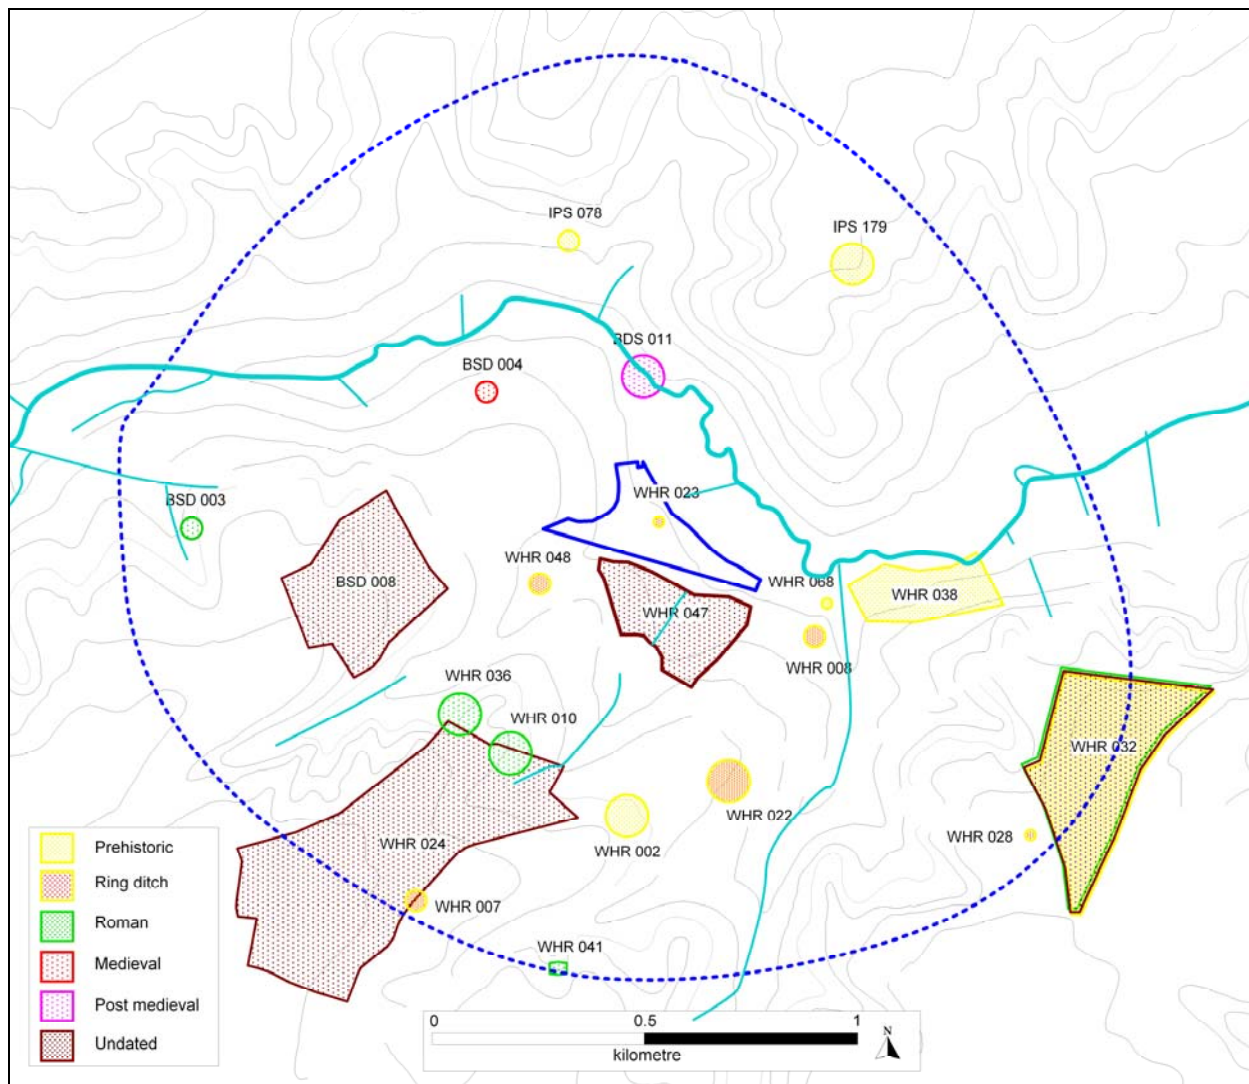 IPS 078
IPS 179
BDS 011
BSD 004
WHR 023
BSD 003
WHR 048
WHR 068
BSD 008
WHR 038
WHR 047
WHR 008
WHR 036
WHR 010
WHR 032
WHR 022
WHR 028
WHR 024
WHR 002
WHR 007
WHR 041
Prehistoric
Ring ditch
Roman
Medieval
Post medieval
Undated
0 0.5 1
kilometre
N